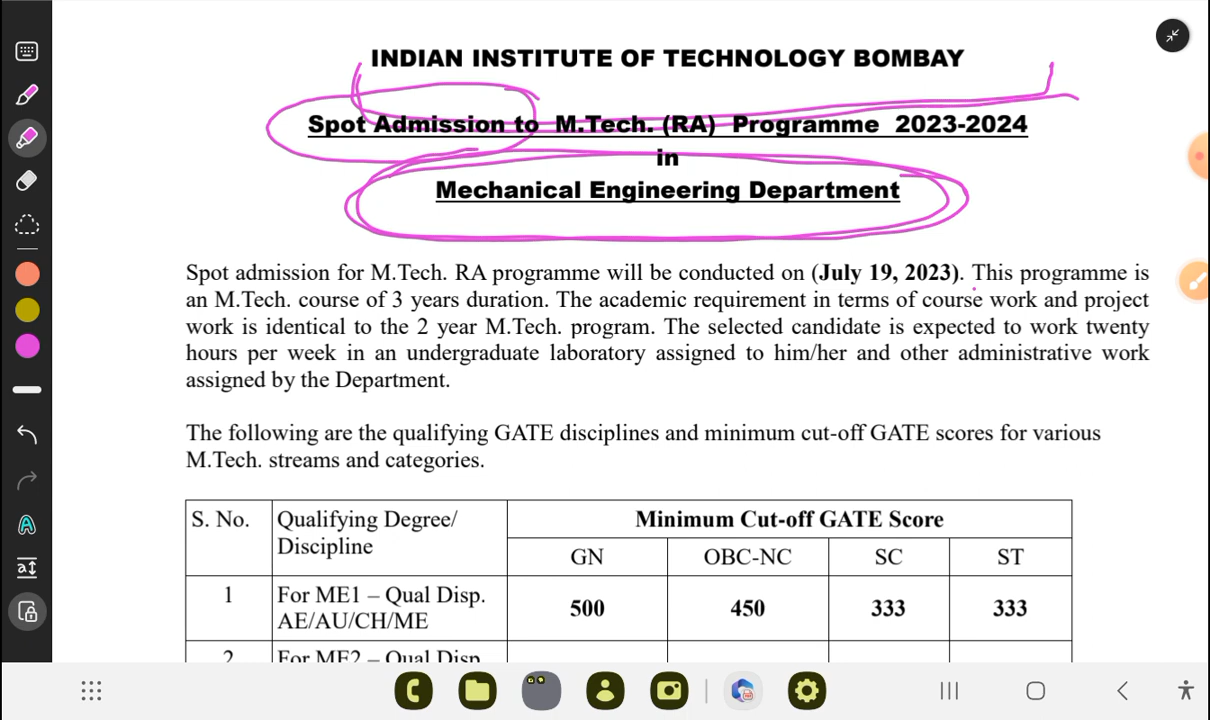 INDIAN INSTITUTE OF TECHNOLOGY BOMBAY
Spot Admission to M.Tech. (RA) Programme 2023-2024
in
Mechanical Engineering Department
Spot admission for M.Tech. RA programme will be conducted on (July 19, 2023). This programme is
an M.Tech. course of 3 years duration. The academic requirement in terms of course work and project
work is identical to the 2 year M.Tech. program. The selected candidate is expected to work twenty
hours per week in an undergraduate laboratory assigned to him/her and other administrative work
assigned by the Department.
The following are the qualifying GATE disciplines and minimum cut-off GATE scores for various
M.Tech. streams and categories.
S. No. Qualifying Degree/ Minimum Cut-off GATE Score
Discipline GN OBC-NC SC ST
1 For ME1 – Qual Disp. 500 450 333 333
AE/AU/CH/ME
2 For ME2 – Qual Disp.